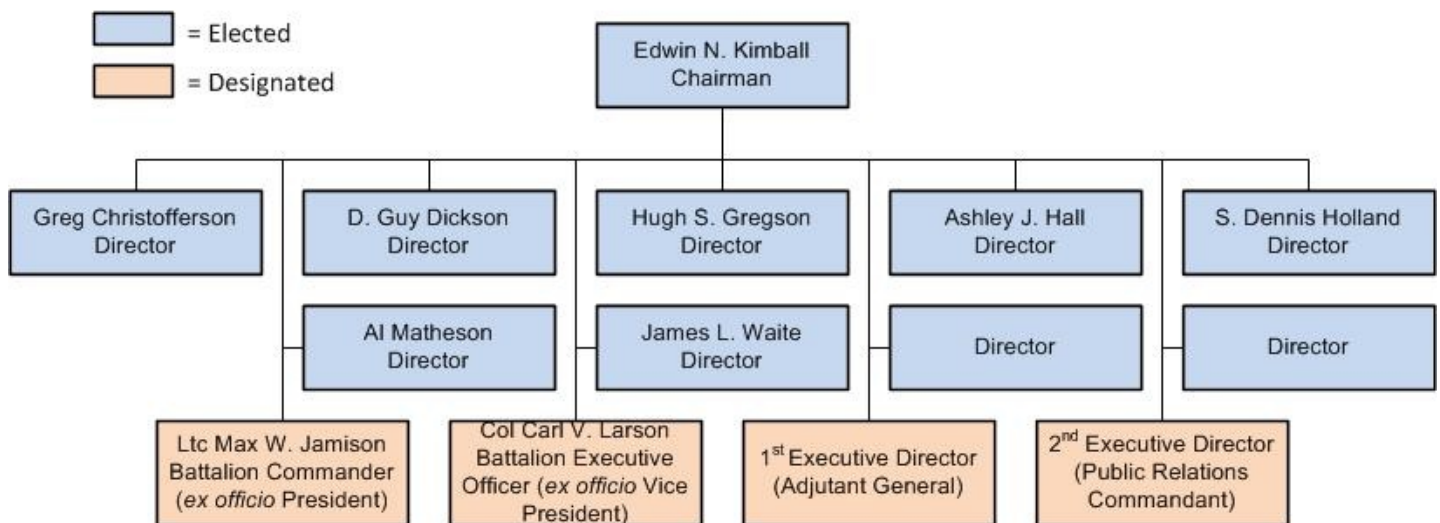 = Elected
= Designated
Edwin N. Kimball
Chairman
Greg Christofferson
Director
D. Guy Dickson
Director
Hugh S. Gregson
Director
Ashley J. Hall
Director
S. Dennis Holland
Director
Al Matheson
Director
James L. Waite
Director
Director
Director
Ltc Max W. Jamison
Battalion Commander
(ex officio President)
Col Carl V. Larson
Battalion Executive
Officer (ex officio Vice
President)
1st Executive Director
(Adjutant General)
2nd Executive Director
(Public Relations
Commandant)